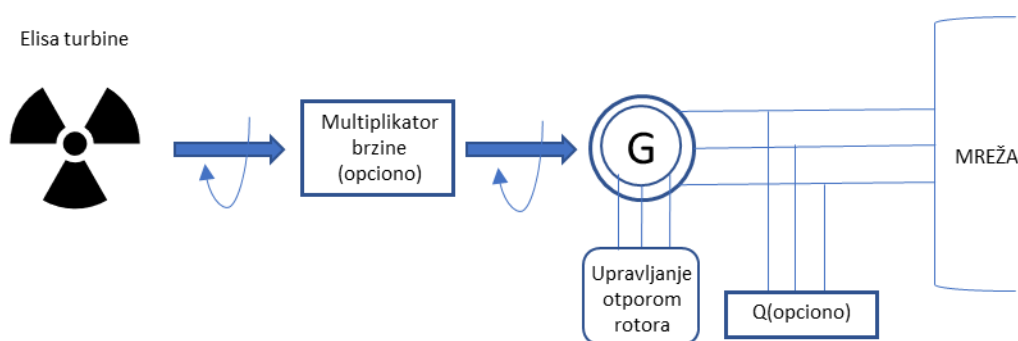 Elisa turbine
Multiplikator
brzine
(opciono)
G
MREŽA
Upravljanje
otporom
rotora
Q(opciono)